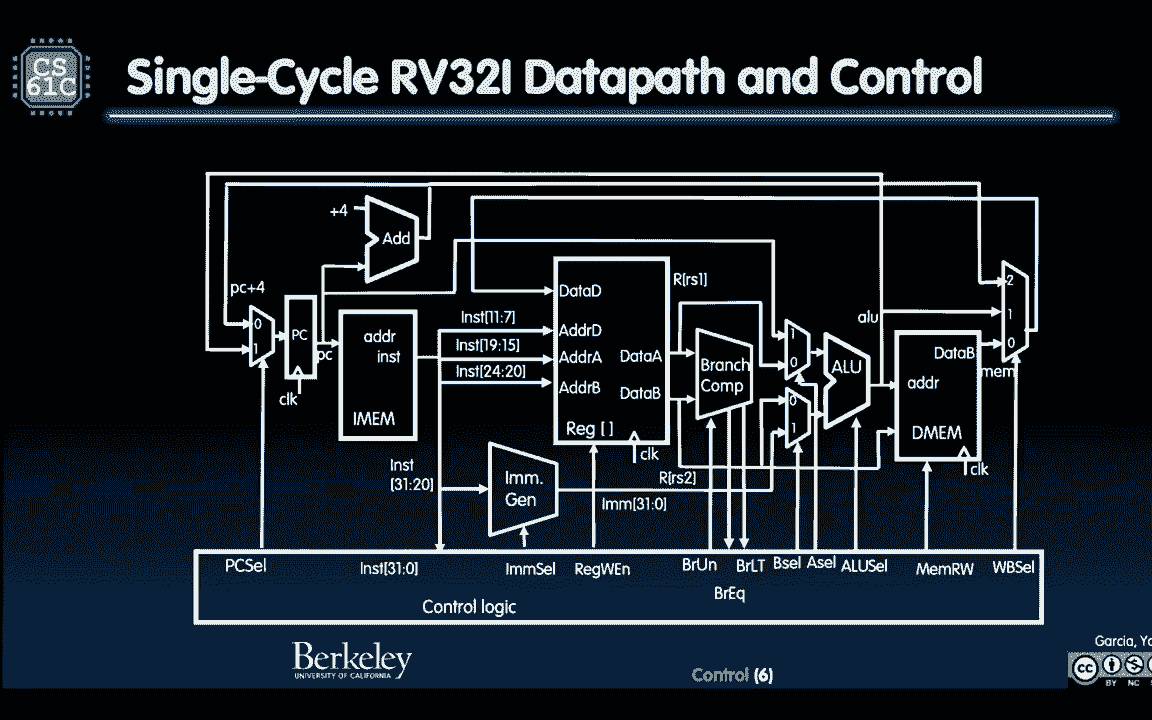 CS
61C
Single-Cycle RV32I Datapath and Control
+4
Add
pc+4
0
1
PC
pc
clk
addr
inst
IMEM
Inst[11:7]
Inst[19:15]
Inst[24:20]
Inst
[31:20]
DataD
AddrD
AddrA
AddrB
DataA
DataB
Reg [ ]
clk
Imm.
Gen
R[rs1]
R[rs2]
Imm[31:0]
Branch
Comp
1
0
0
1
ALU
alu
addr
DataB
DMEM
clk
mem
2
1
0
PCSel
Inst[31:0]
ImmSel
RegWEn
BrUn
BrEq
BrLT
Bsel
Asel
ALUSel
MemRW
WBSel
Control logic
Berkeley
UNIVERSITY OF CALIFORNIA
Control (6)
Garcia,
cc
BY NC